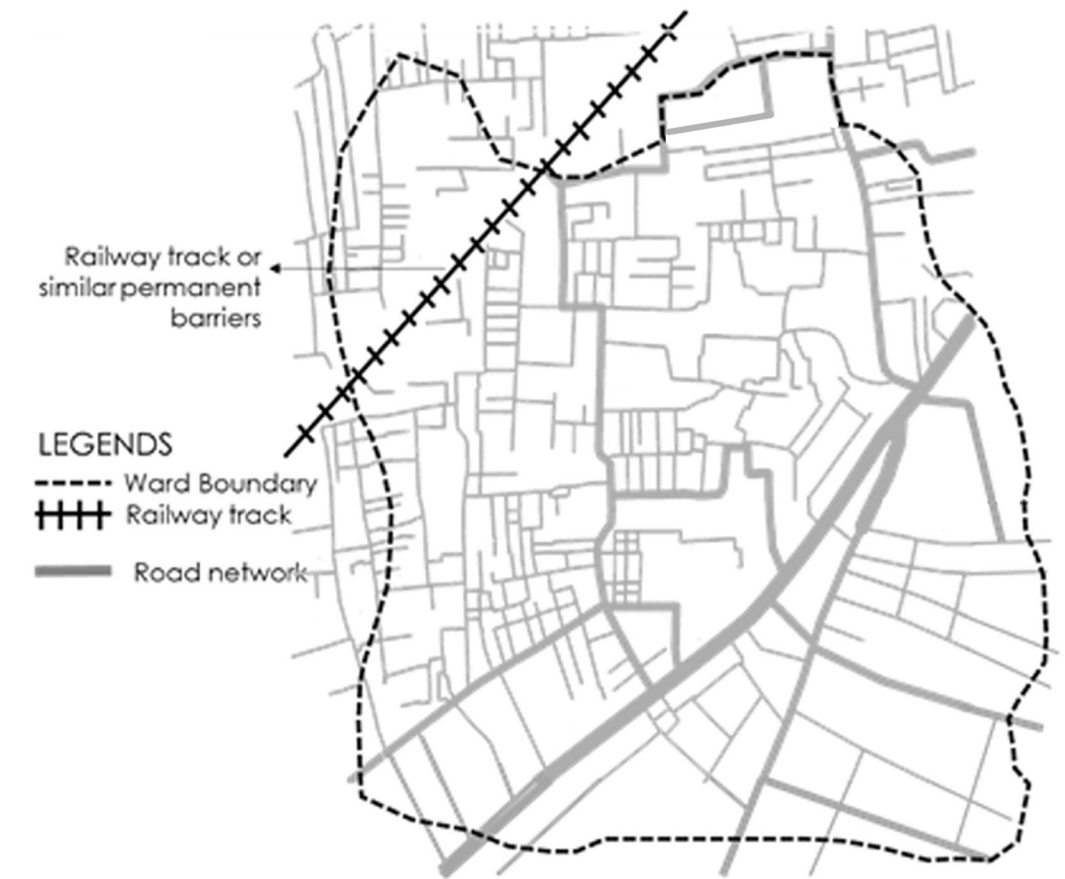 Railway track or
similar permanent
barriers
LEGENDS
Ward Boundary
Railway track
Road network